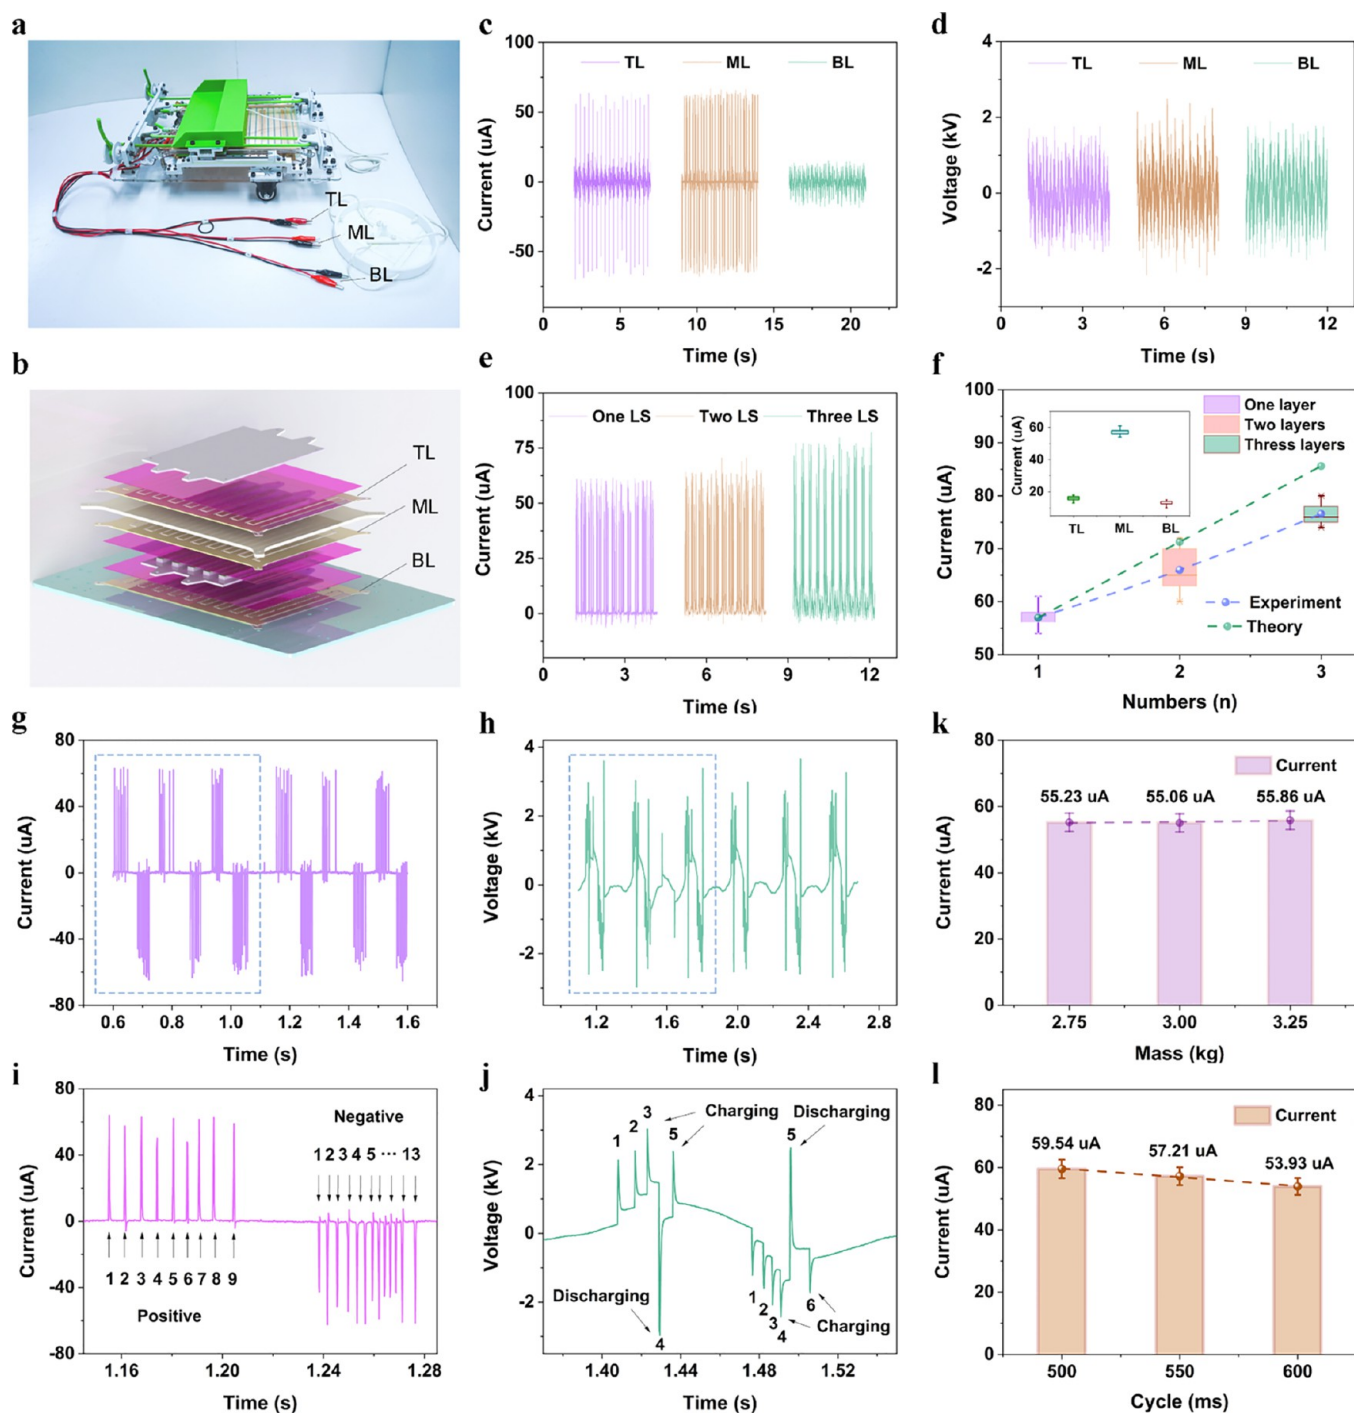 a
TL
ML
BL
b
TL
ML
BL
c
Current (uA)
100
50
0
-50
TL
ML
BL
0
5
10
15
20
Time (s)
d
Voltage (kV)
4
2
0
-2
TL
ML
BL
0
3
6
9
12
Time (s)
e
Current (uA)
100
75
50
25
0
One LS
Two LS
Three LS
0
3
6
9
12
Time (s)
f
Current (uA)
100
95
90
85
80
75
70
65
60
55
50
Current (uA)
60
40
20
TL
ML
BL
One layer
Two layers
Thress layers
Experiment
Theory
1
2
3
Numbers (n)
g
Current (uA)
80
40
0
-40
-80
0.6
0.8
1.0
1.2
1.4
1.6
Time (s)
h
Voltage (kV)
4
2
0
-2
1.2
1.6
2.0
2.4
2.8
Time (s)
k
Current (uA)
80
60
40
20
0
Current
55.23 uA
55.06 uA
55.86 uA
2.75
3.00
3.25
Mass (kg)
i
Current (uA)
80
40
0
-40
-80
Negative
1 2 3 4 5 ··· 13
1 2 3 4 5 6 7 8 9
Positive
1.16
1.20
1.24
1.28
Time (s)
j
Voltage (kV)
4
2
0
-2
1
2
3
5
Charging
Discharging
5
Discharging
4
1
2
3
4
6
Charging
1.40
1.44
1.48
1.52
Time (s)
l
Current (uA)
80
60
40
20
0
Current
59.54 uA
57.21 uA
53.93 uA
500
550
600
Cycle (ms)